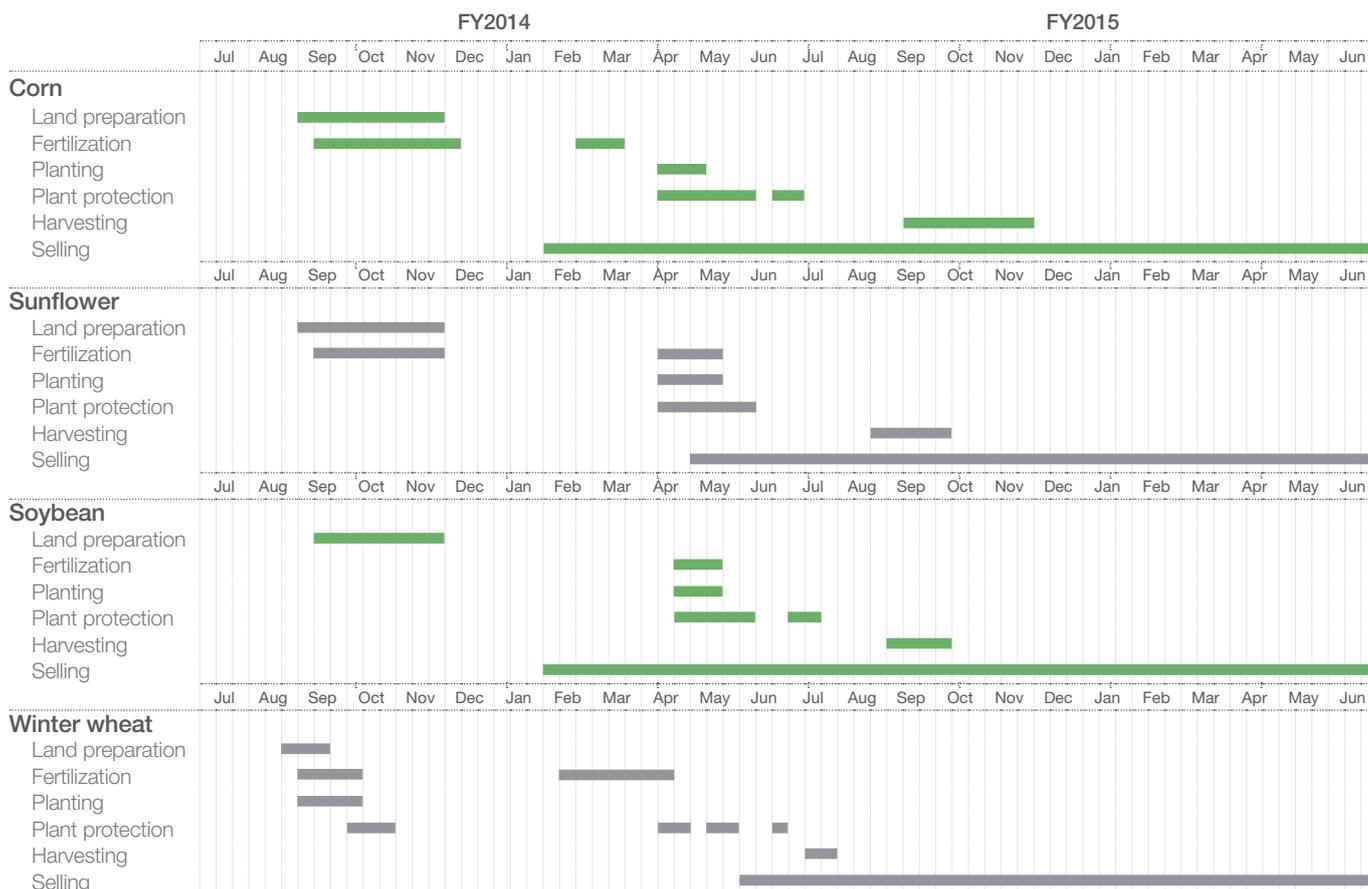 FY2014 FY2015
Jul Aug Sep Oct Nov Dec Jan Feb Mar Apr May Jun Jul Aug Sep Oct Nov Dec Jan Feb Mar Apr May Jun
Corn
Land preparation
Fertilization
Planting
Plant protection
Harvesting
Selling
Jul Aug Sep Oct Nov Dec Jan Feb Mar Apr May Jun Jul Aug Sep Oct Nov Dec Jan Feb Mar Apr May Jun
Sunflower
Land preparation
Fertilization
Planting
Plant protection
Harvesting
Selling
Jul Aug Sep Oct Nov Dec Jan Feb Mar Apr May Jun Jul Aug Sep Oct Nov Dec Jan Feb Mar Apr May Jun
Soybean
Land preparation
Fertilization
Planting
Plant protection
Harvesting
Selling
Jul Aug Sep Oct Nov Dec Jan Feb Mar Apr May Jun Jul Aug Sep Oct Nov Dec Jan Feb Mar Apr May Jun
Winter wheat
Land preparation
Fertilization
Planting
Plant protection
Harvesting
Selling